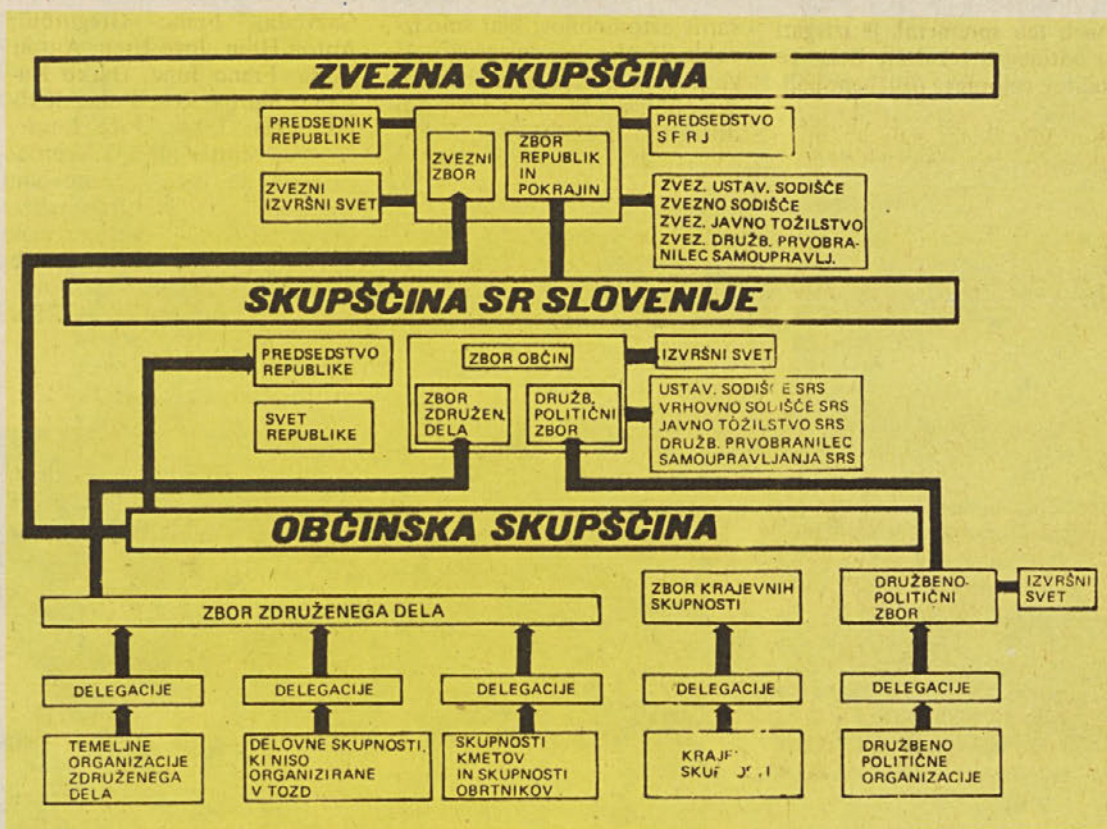 ZVEZNA SKUPŠČINA
PREDSEDNIK
REPUBLIKE
ZVEZNI
IZVRŠNI SVET
ZVEZNI
ZBOR
ZBOR
REPUBLIK
IN
POKRAJIN
PREDSEDSTVO
S F R J
ZVEZ. USTAV. SODIŠČE
ZVEZNO SODIŠČE
ZVEZ. JAVNO TOŽILSTVO
ZVEZ. DRUŽB. PRVOBRA-
NILEC SAMOUPRAVLJ.
SKUPŠČINA SR SLOVENIJE
PREDSEDSTVO
REPUBLIKE
SVET
REPUBLIKE
ZBOR OBČIN
ZBOR
ZDRUŽEN.
DELA
DRUŽB.
POLITIČNI
ZBOR
IZVRŠNI SVET
USTAV. SODIŠČE SRS
VRHOVNO SODIŠČE SRS
JAVNO TOŽILSTVO SRS
DRUŽB. PRVOBRANILEC
SAMOUPRAVLJANJA SRS
OBČINSKA SKUPŠČINA
ZBOR ZDRUŽENEGA DELA
ZBOR KRAJEVNIH
SKUPNOSTI
DRUŽBENO-
POLITIČNI
ZBOR
IZVRŠNI
SVET
DELEGACIJE
DELEGACIJE
DELEGACIJE
DELEGACIJE
DELEGACIJE
TEMELJNE
ORGANIZACIJE
ZDRUŽENEGA
DELA
DELOVNE SKUPNOSTI,
KI NISO
ORGANIZIRANE
V TOZD
SKUPNOSTI
KMETOV
IN SKUPNOSTI
OBRTNIKOV
DRUŽBENO
POLITIČNE
ORGANIZACIJE